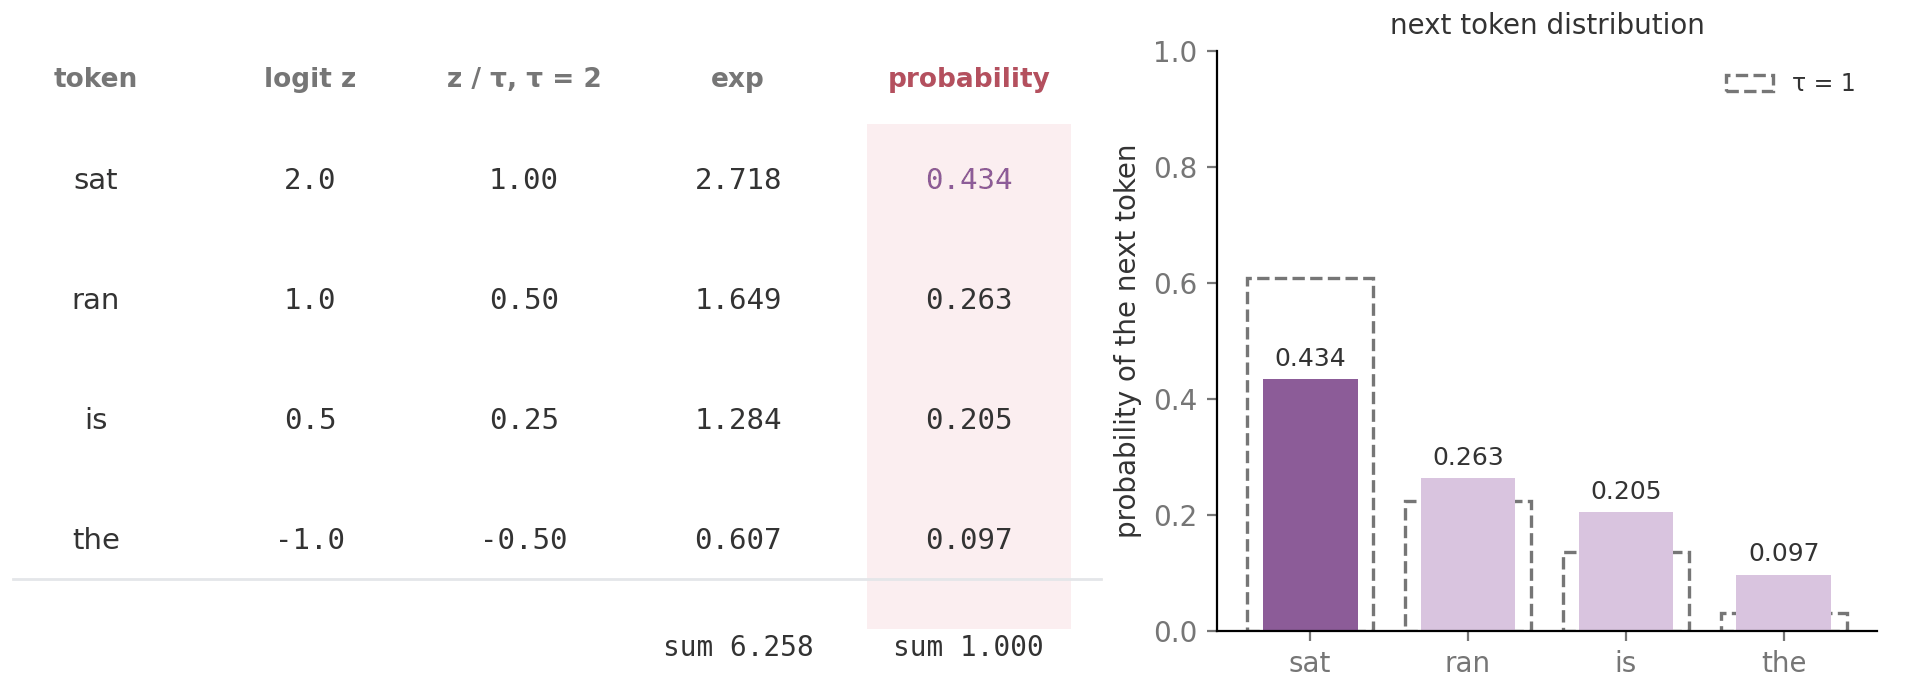 token logit z z / τ, τ = 2 exp probability
sat 2.0 1.00 2.718 0.434
ran 1.0 0.50 1.649 0.263
is 0.5 0.25 1.284 0.205
the -1.0 -0.50 0.607 0.097
sum 6.258 sum 1.000
next token distribution
τ = 1
probability of the next token
1.0
0.8
0.6
0.4
0.2
0.0
0.434
0.263
0.205
0.097
sat ran is the